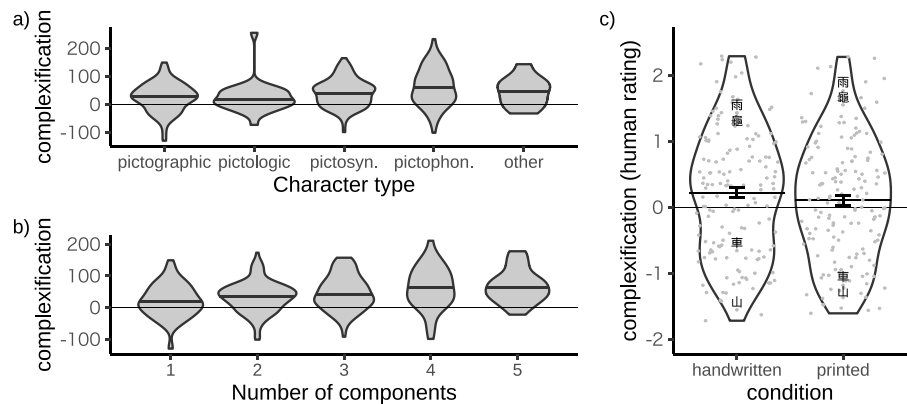 a)
complexification
200
100
0
-100
pictographic
pictologic
pictosyn.
pictophon.
other
Character type
b)
complexification
200
100
0
-100
1
2
3
4
5
Number of components
c)
complexification (human rating)
2
1
0
-1
-2
雨
龜
車
山
雨
龜
車
山
handwritten
printed
condition